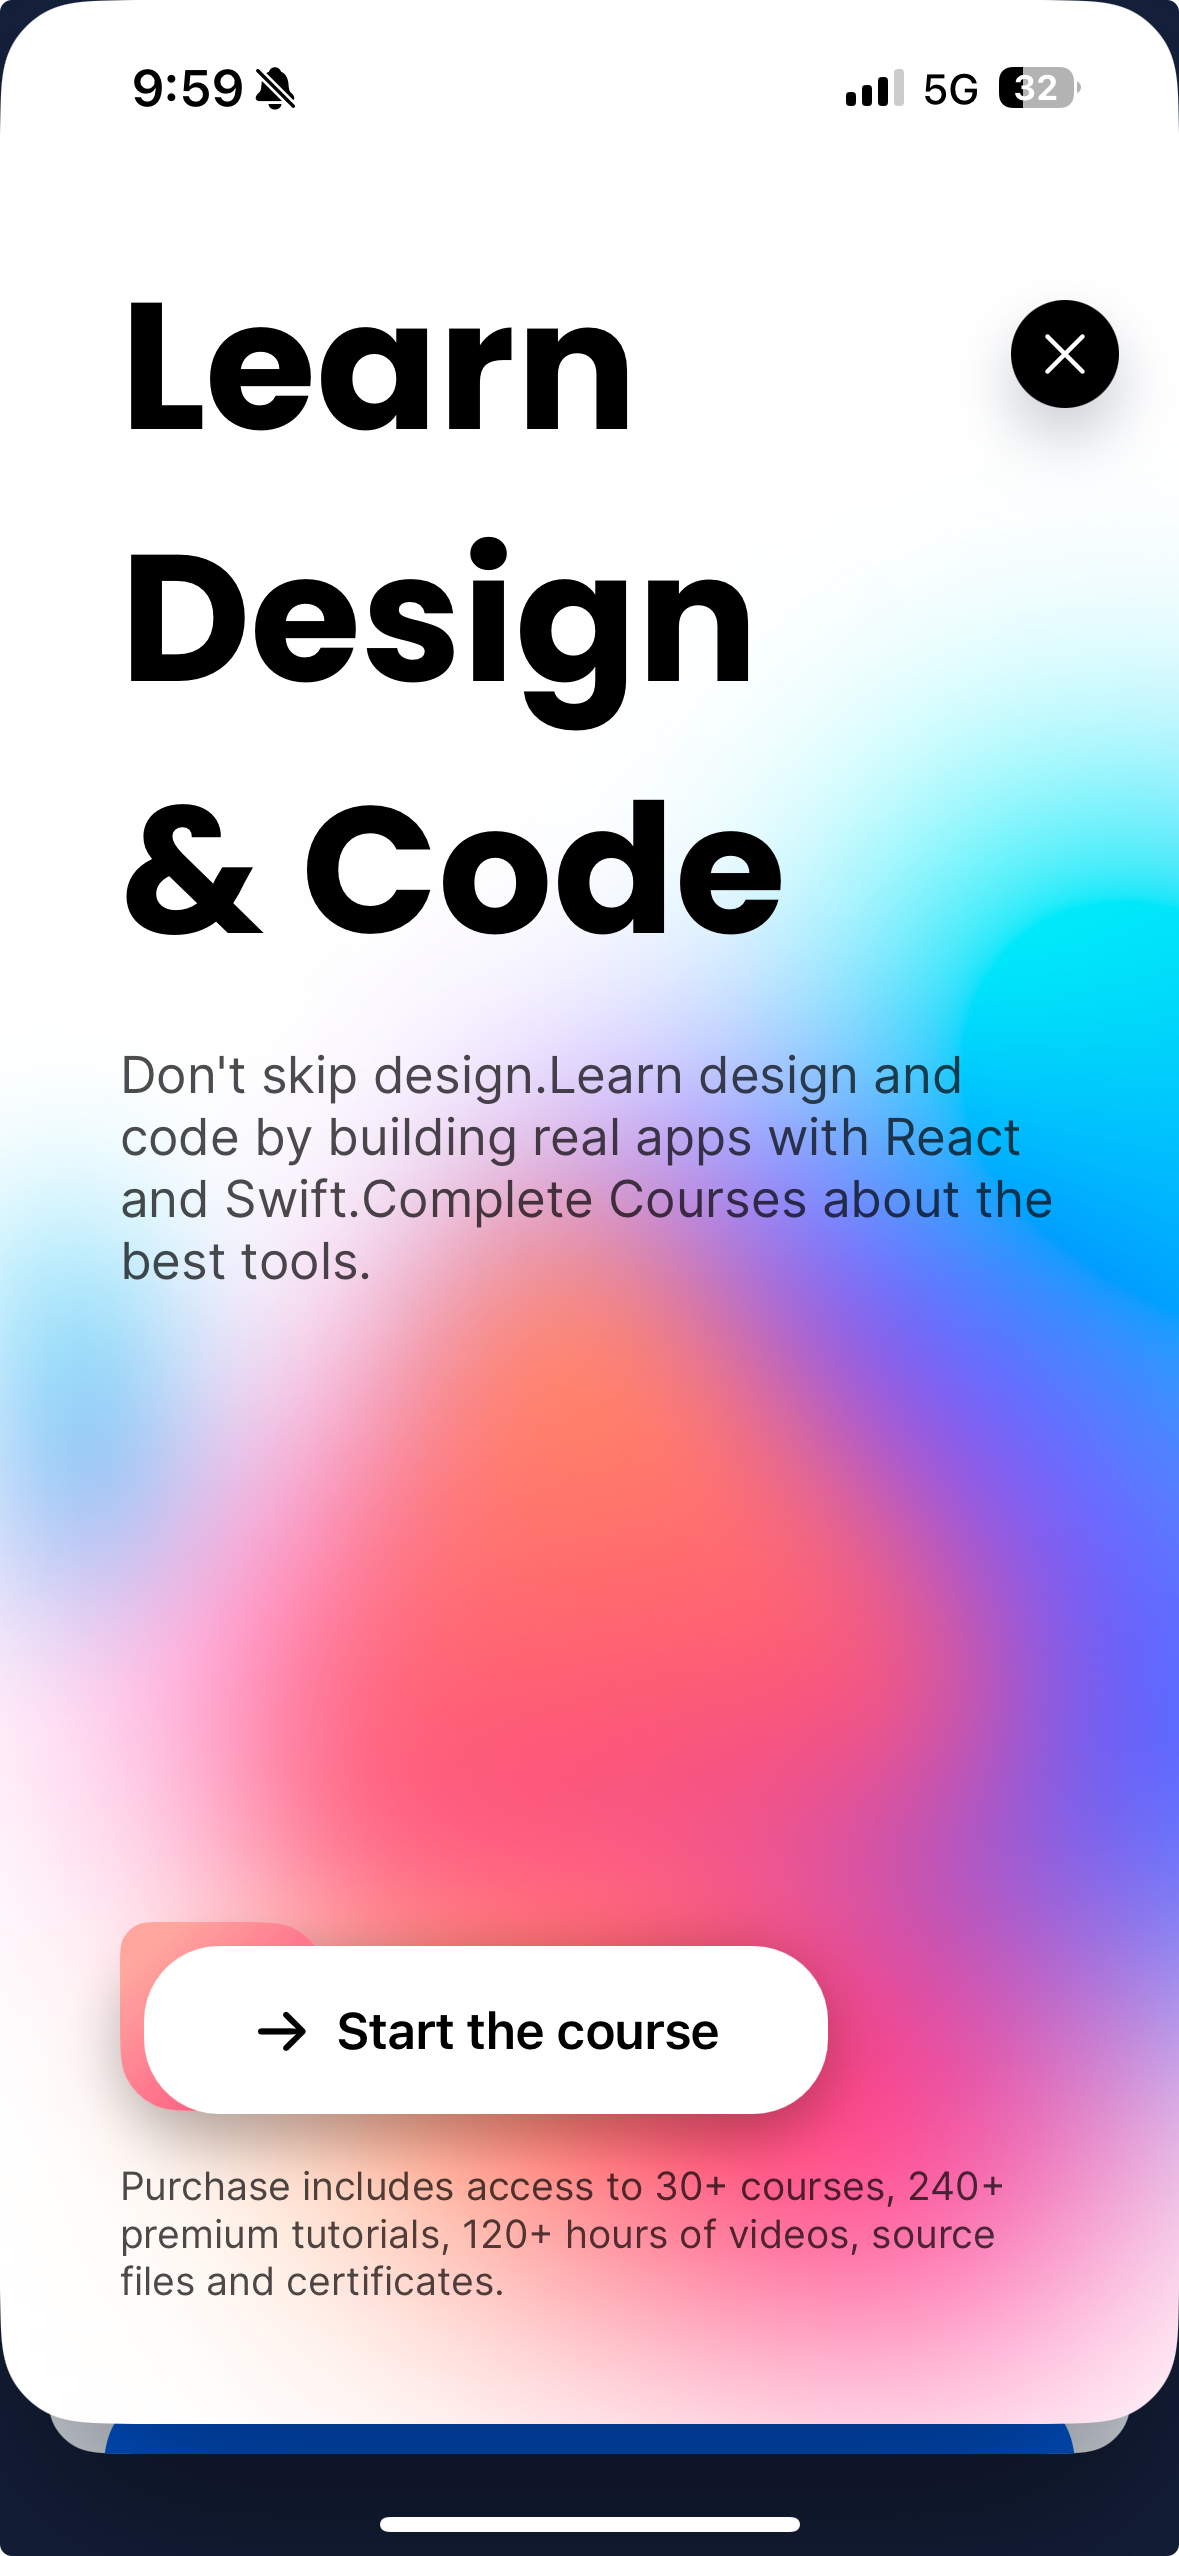 9:59
5G
32
Learn
Design
& Code
Don't skip design.Learn design and
code by building real apps with React
and Swift.Complete Courses about the
best tools.
Start the course
Purchase includes access to 30+ courses, 240+
premium tutorials, 120+ hours of videos, source
files and certificates.